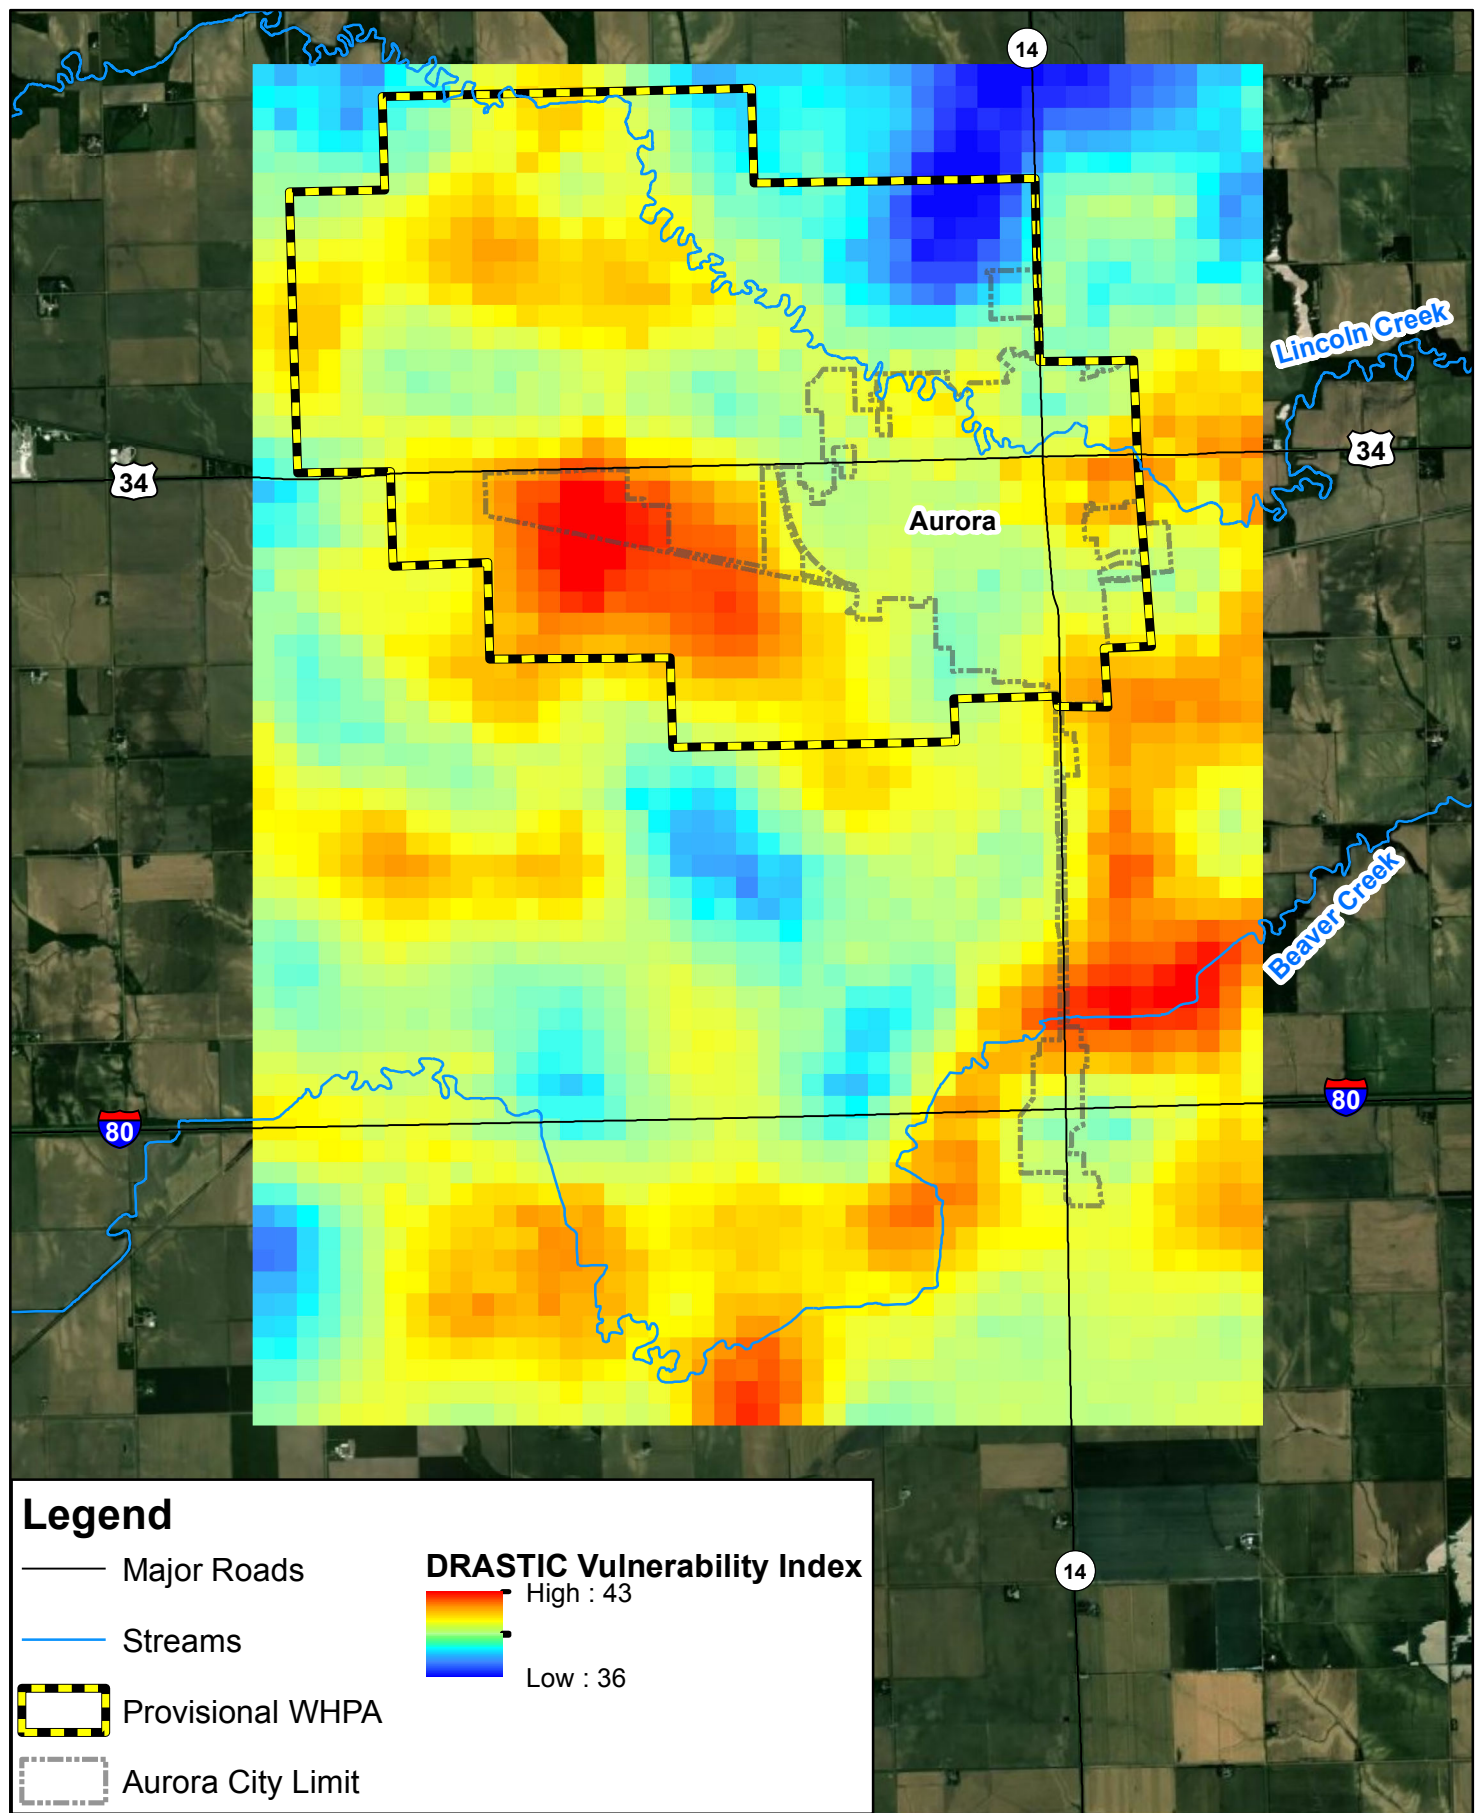 14
Lincoln Creek
34
34
Aurora
Beaver Creek
80
80
14
Legend
Major Roads
Streams
Provisional WHPA
Aurora City Limit
DRASTIC Vulnerability Index
High : 43
Low : 36